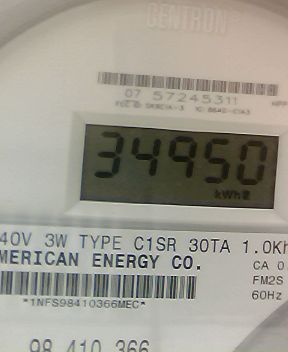 CENTRON
07 57245311
34950
kWh
40V 3W TYPE C1SR 30TA 1.0Kh
MERICAN ENERGY CO.
CA 0.
FM2S
60Hz
*1NFS98410366MEC*
98 410 366